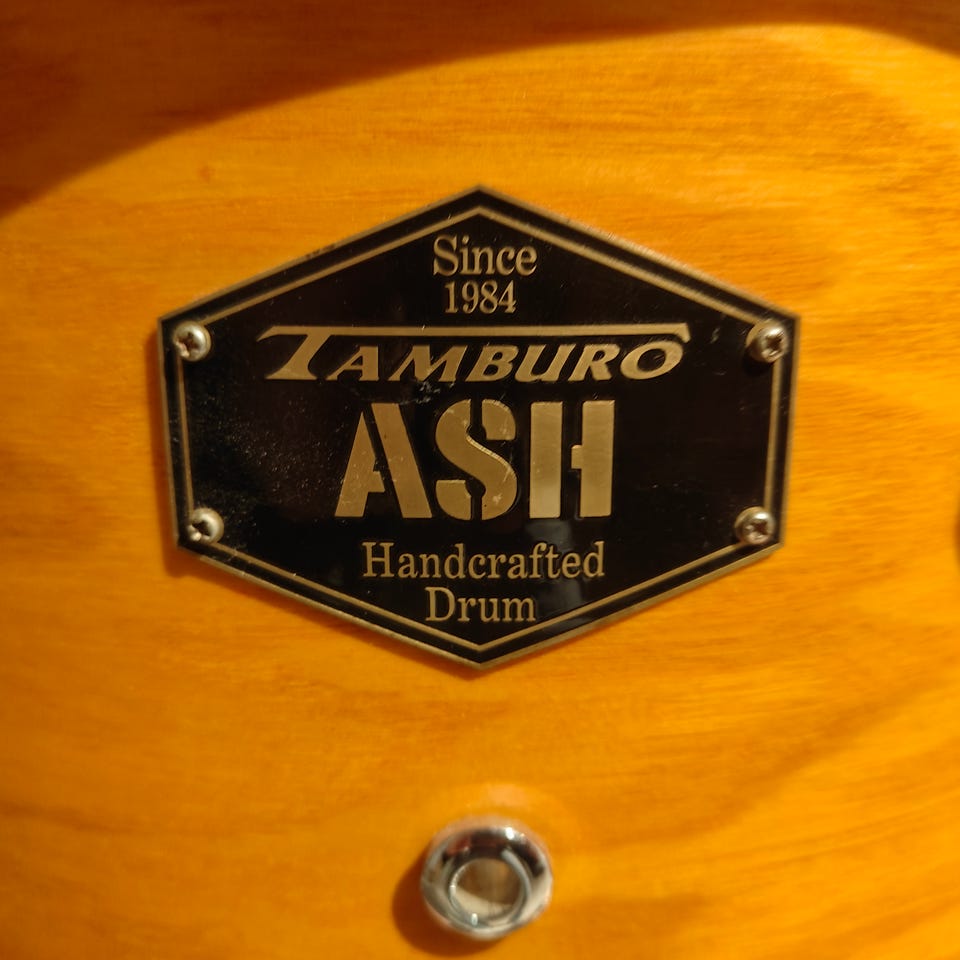 Since
1984
TAMBURO
ASH
Handcrafted
Drum